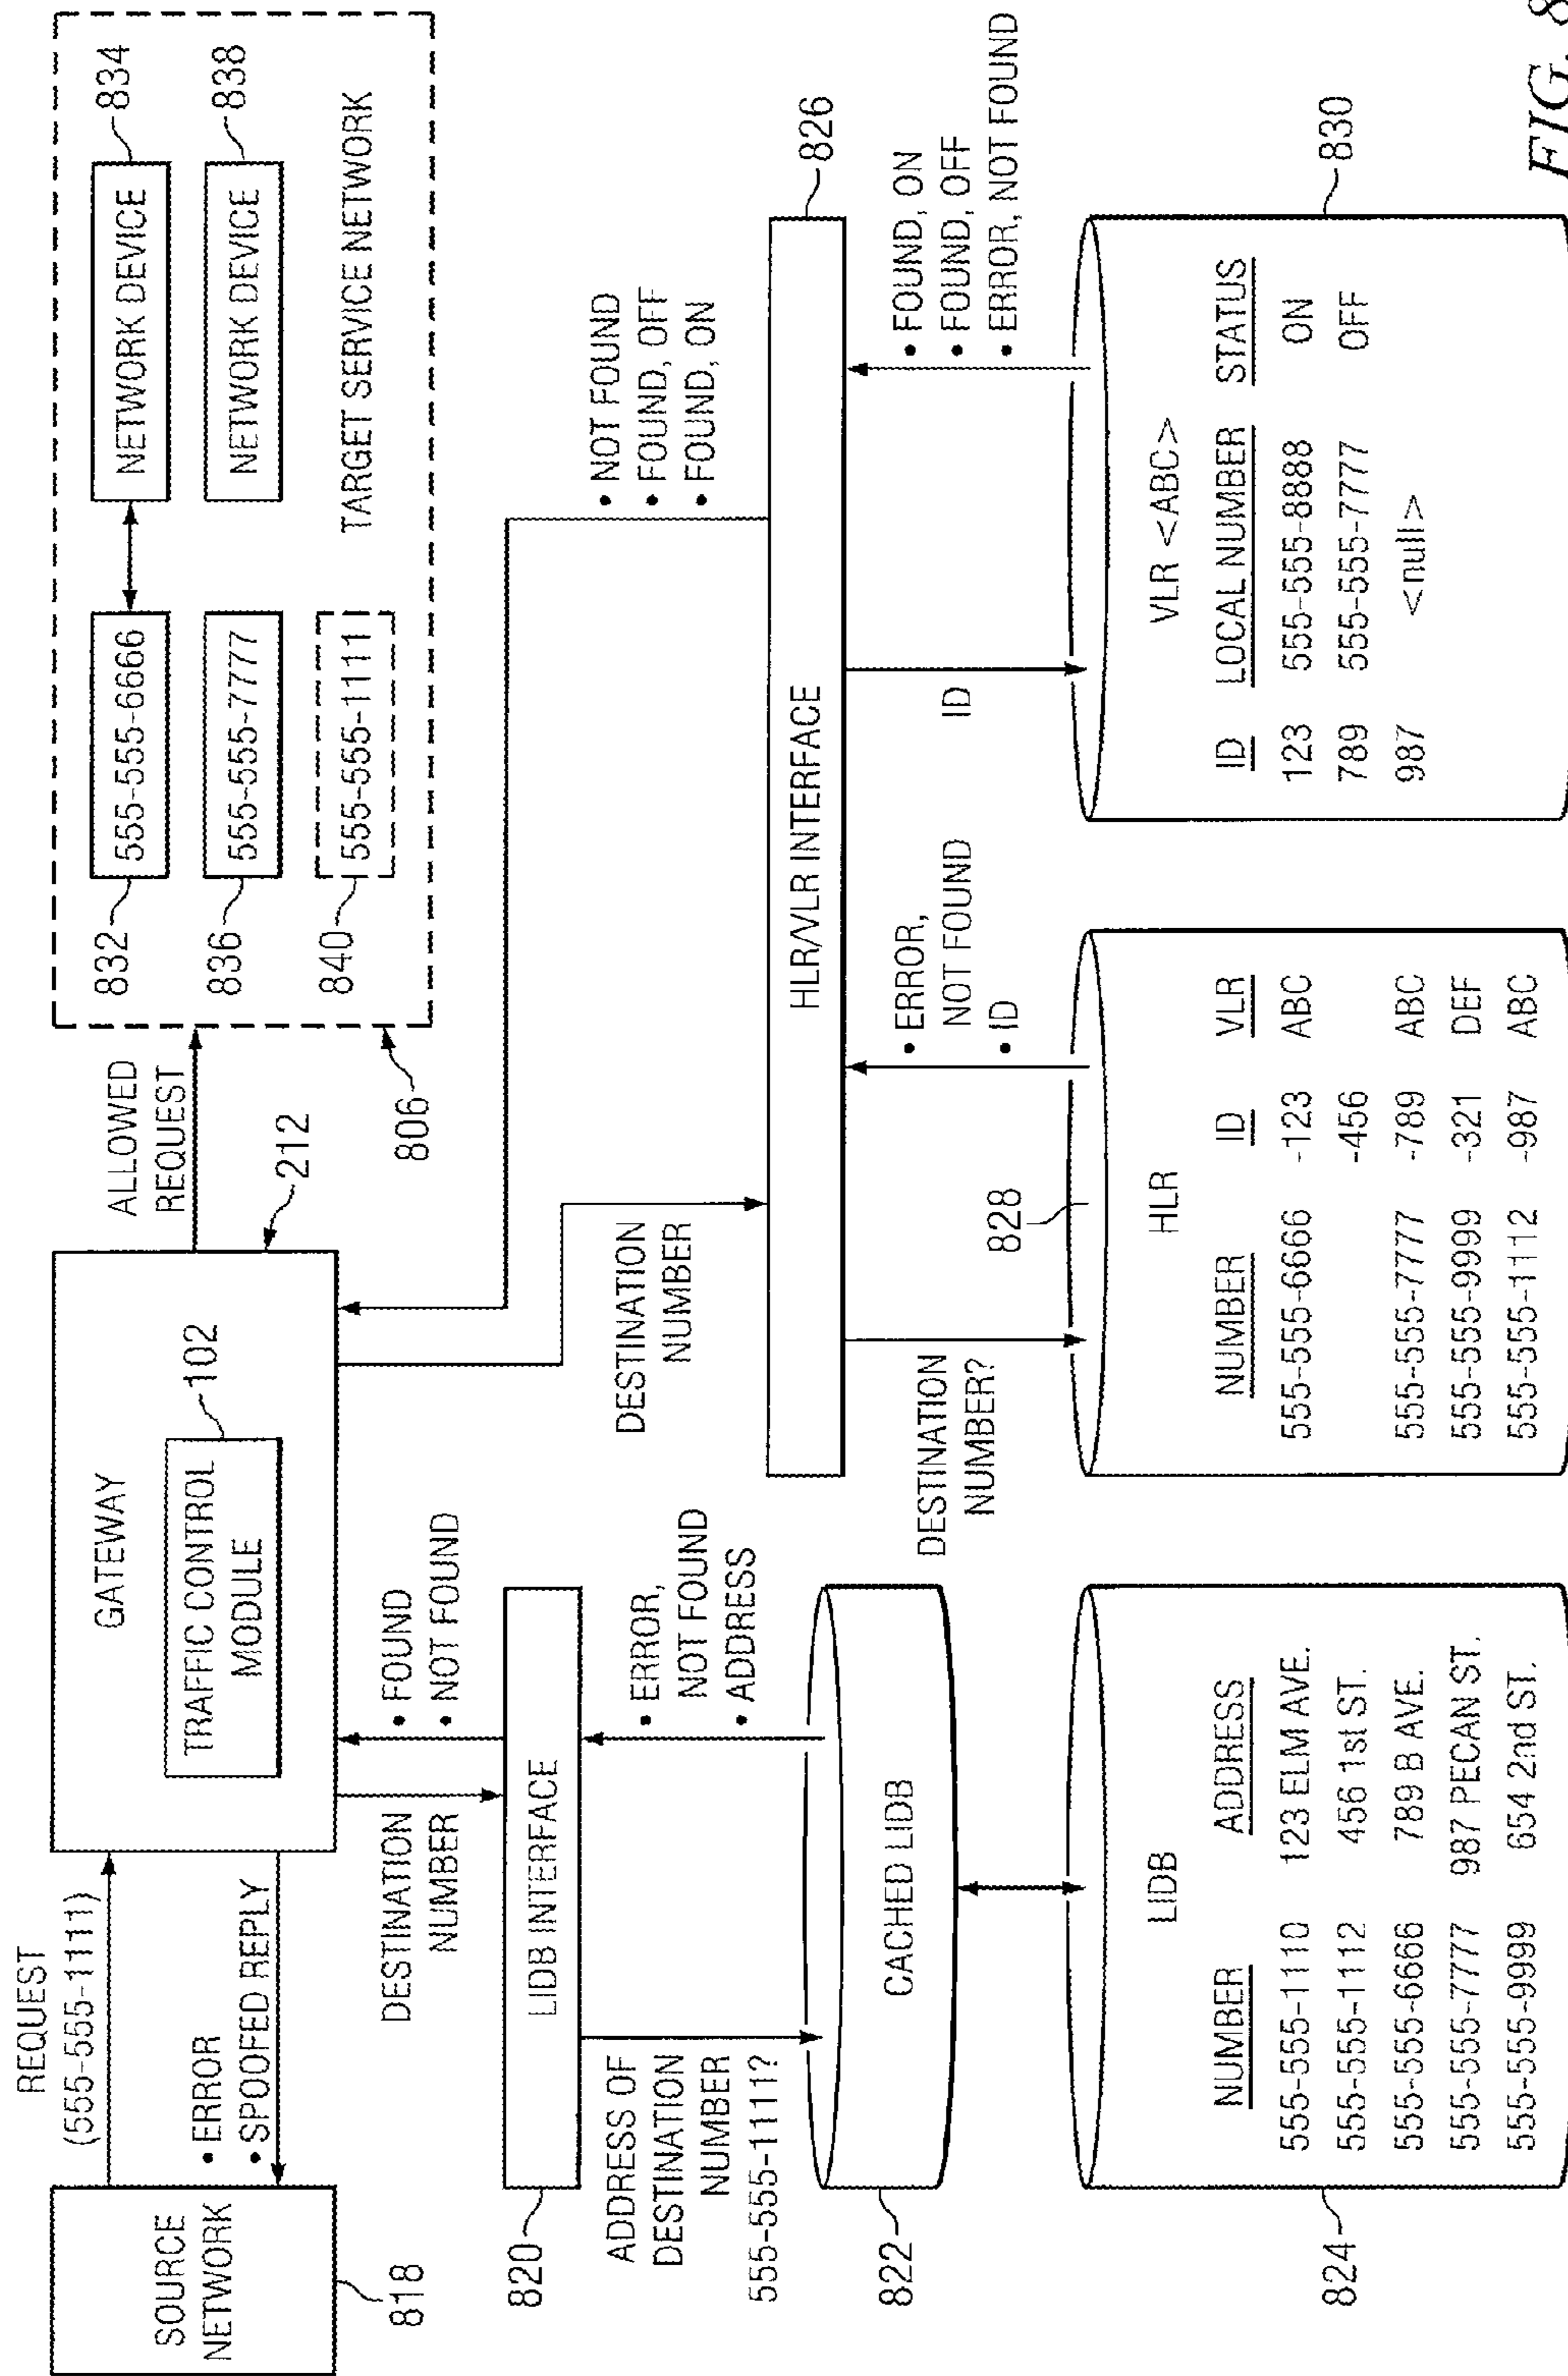 REQUEST
(555-555-1111)
SOURCE
NETWORK
818
• ERROR
• SPOOFED REPLY
GATEWAY
TRAFFIC CONTROL
MODULE
102
212
ALLOWED
REQUEST
806
832
555-555-6666
NETWORK DEVICE
834
836
555-555-7777
NETWORK DEVICE
838
840
555-555-1111
TARGET SERVICE NETWORK
DESTINATION
NUMBER
• FOUND
• NOT FOUND
820
LIDB INTERFACE
ADDRESS OF
DESTINATION
NUMBER
555-555-1111?
• ERROR,
NOT FOUND
• ADDRESS
822
CACHED LIDB
824
LIDB
NUMBER ADDRESS
555-555-1110 123 ELM AVE.
555-555-1112 456 1st ST.
555-555-6666 789 B AVE.
555-555-7777 987 PECAN ST.
555-555-9999 654 2nd ST.
DESTINATION
NUMBER
• NOT FOUND
• FOUND, OFF
• FOUND, ON
HLR/VLR INTERFACE
826
DESTINATION
NUMBER?
• ERROR,
NOT FOUND
• ID
828
HLR
NUMBER ID VLR
555-555-6666 -123 ABC
-456
555-555-7777 -789 ABC
555-555-9999 -321 DEF
555-555-1112 -987 ABC
ID
• FOUND, ON
• FOUND, OFF
• ERROR, NOT FOUND
830
VLR <ABC>
ID LOCAL NUMBER STATUS
123 555-555-8888 ON
789 555-555-7777 OFF
987 <null>
FIG. 8